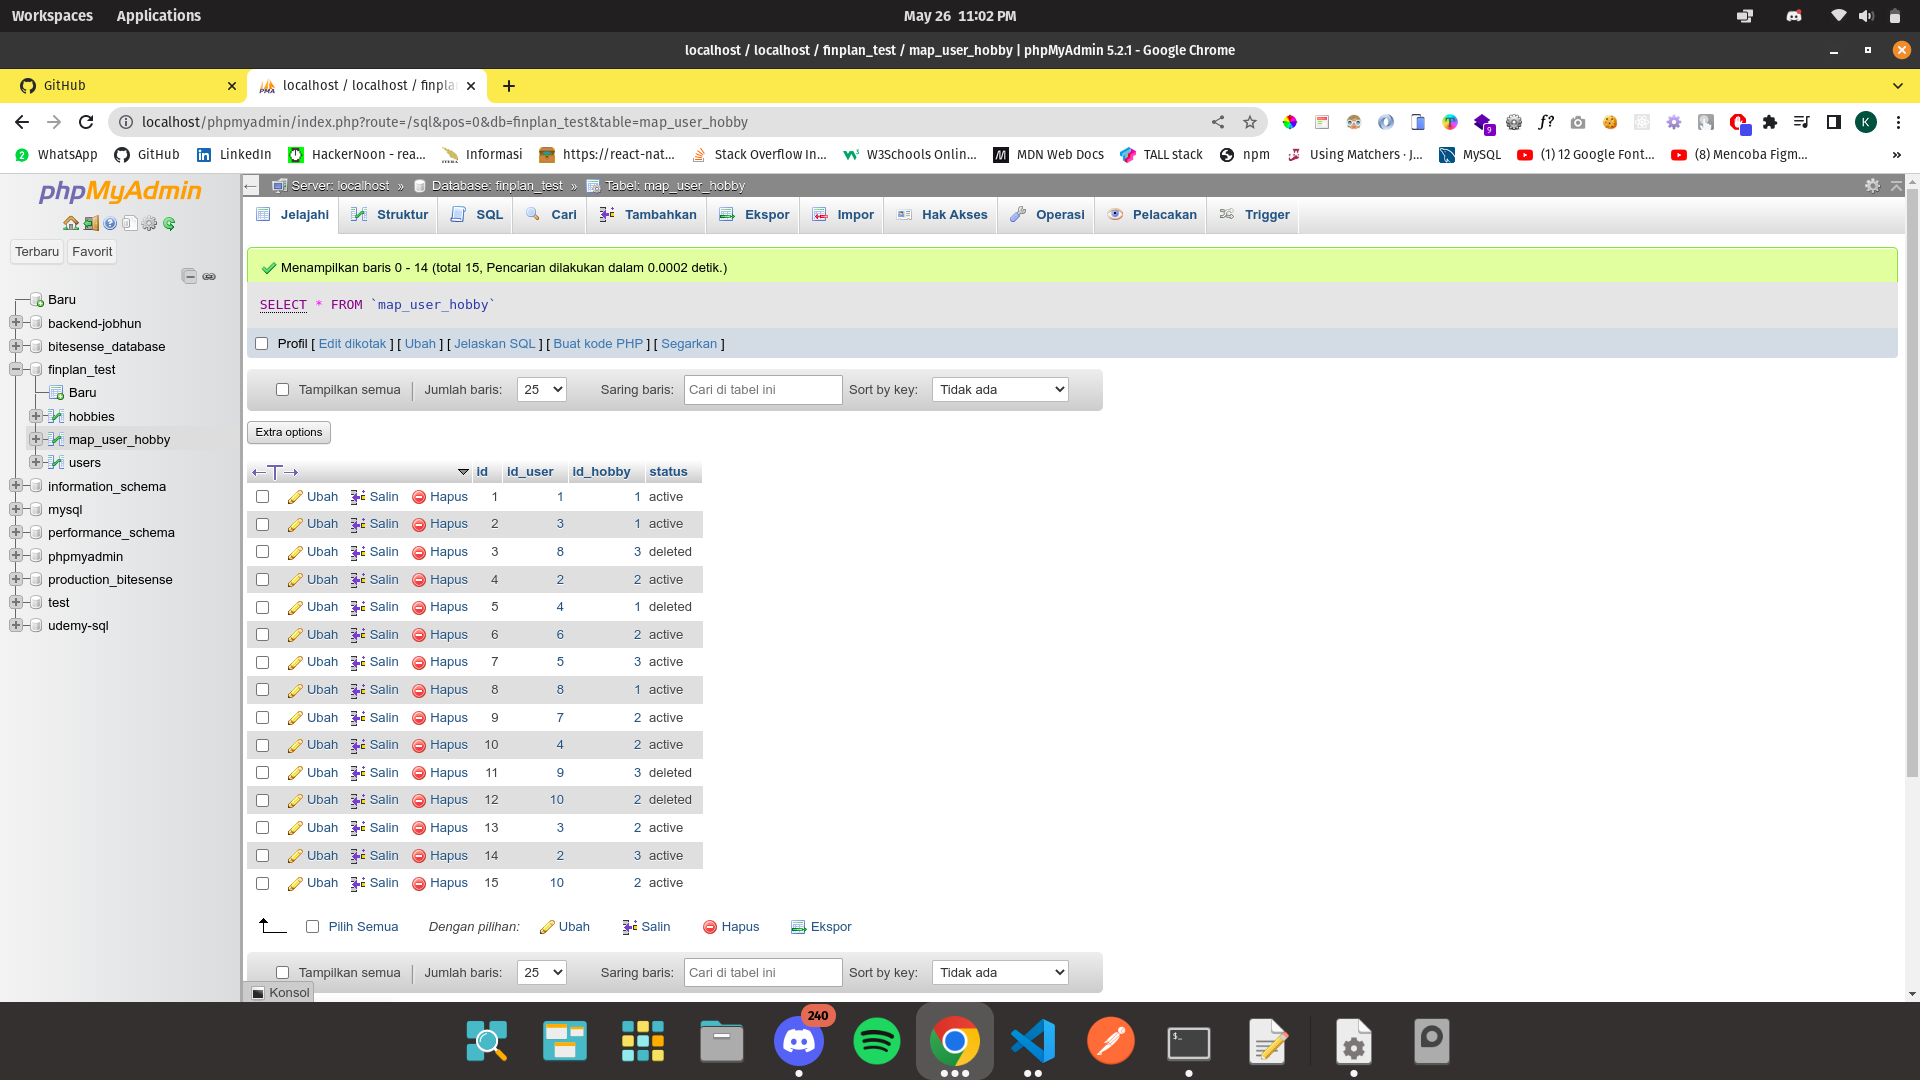 Workspaces Applications May 26 11:02 PM
localhost / localhost / finplan_test / map_user_hobby | phpMyAdmin 5.2.1 - Google Chrome
GitHub localhost / localhost / finpla
localhost/phpmyadmin/index.php?route=/sql&pos=0&db=finplan_test&table=map_user_hobby 9 f? K
2 WhatsApp GitHub LinkedIn HackerNoon - rea... Informasi https://react-nat... Stack Overflow In... W3Schools Onlin... MDN Web Docs TALL stack npm Using Matchers · J... MySQL (1) 12 Google Font... (8) Mencoba Figm... »
phpMyAdmin
Terbaru Favorit
Baru
backend-jobhun
bitesense_database
finplan_test
Baru
hobbies
map_user_hobby
users
information_schema
mysql
performance_schema
phpmyadmin
production_bitesense
test
udemy-sql
Server: localhost » Database: finplan_test » Tabel: map_user_hobby
Jelajahi Struktur SQL Cari Tambahkan Ekspor Impor Hak Akses Operasi Pelacakan Trigger
Menampilkan baris 0 - 14 (total 15, Pencarian dilakukan dalam 0.0002 detik.)
SELECT * FROM `map_user_hobby`
Profil [ Edit dikotak ] [ Ubah ] [ Jelaskan SQL ] [ Buat kode PHP ] [ Segarkan ]
Tampilkan semua Jumlah baris: 25 Saring baris: Cari di tabel ini Sort by key: Tidak ada
Extra options
←T→ id id_user id_hobby status
Ubah Salin Hapus 1 1 1 active
Ubah Salin Hapus 2 3 1 active
Ubah Salin Hapus 3 8 3 deleted
Ubah Salin Hapus 4 2 2 active
Ubah Salin Hapus 5 4 1 deleted
Ubah Salin Hapus 6 6 2 active
Ubah Salin Hapus 7 5 3 active
Ubah Salin Hapus 8 8 1 active
Ubah Salin Hapus 9 7 2 active
Ubah Salin Hapus 10 4 2 active
Ubah Salin Hapus 11 9 3 deleted
Ubah Salin Hapus 12 10 2 deleted
Ubah Salin Hapus 13 3 2 active
Ubah Salin Hapus 14 2 3 active
Ubah Salin Hapus 15 10 2 active
Pilih Semua Dengan pilihan: Ubah Salin Hapus Ekspor
Tampilkan semua Jumlah baris: 25 Saring baris: Cari di tabel ini Sort by key: Tidak ada
Konsol
240